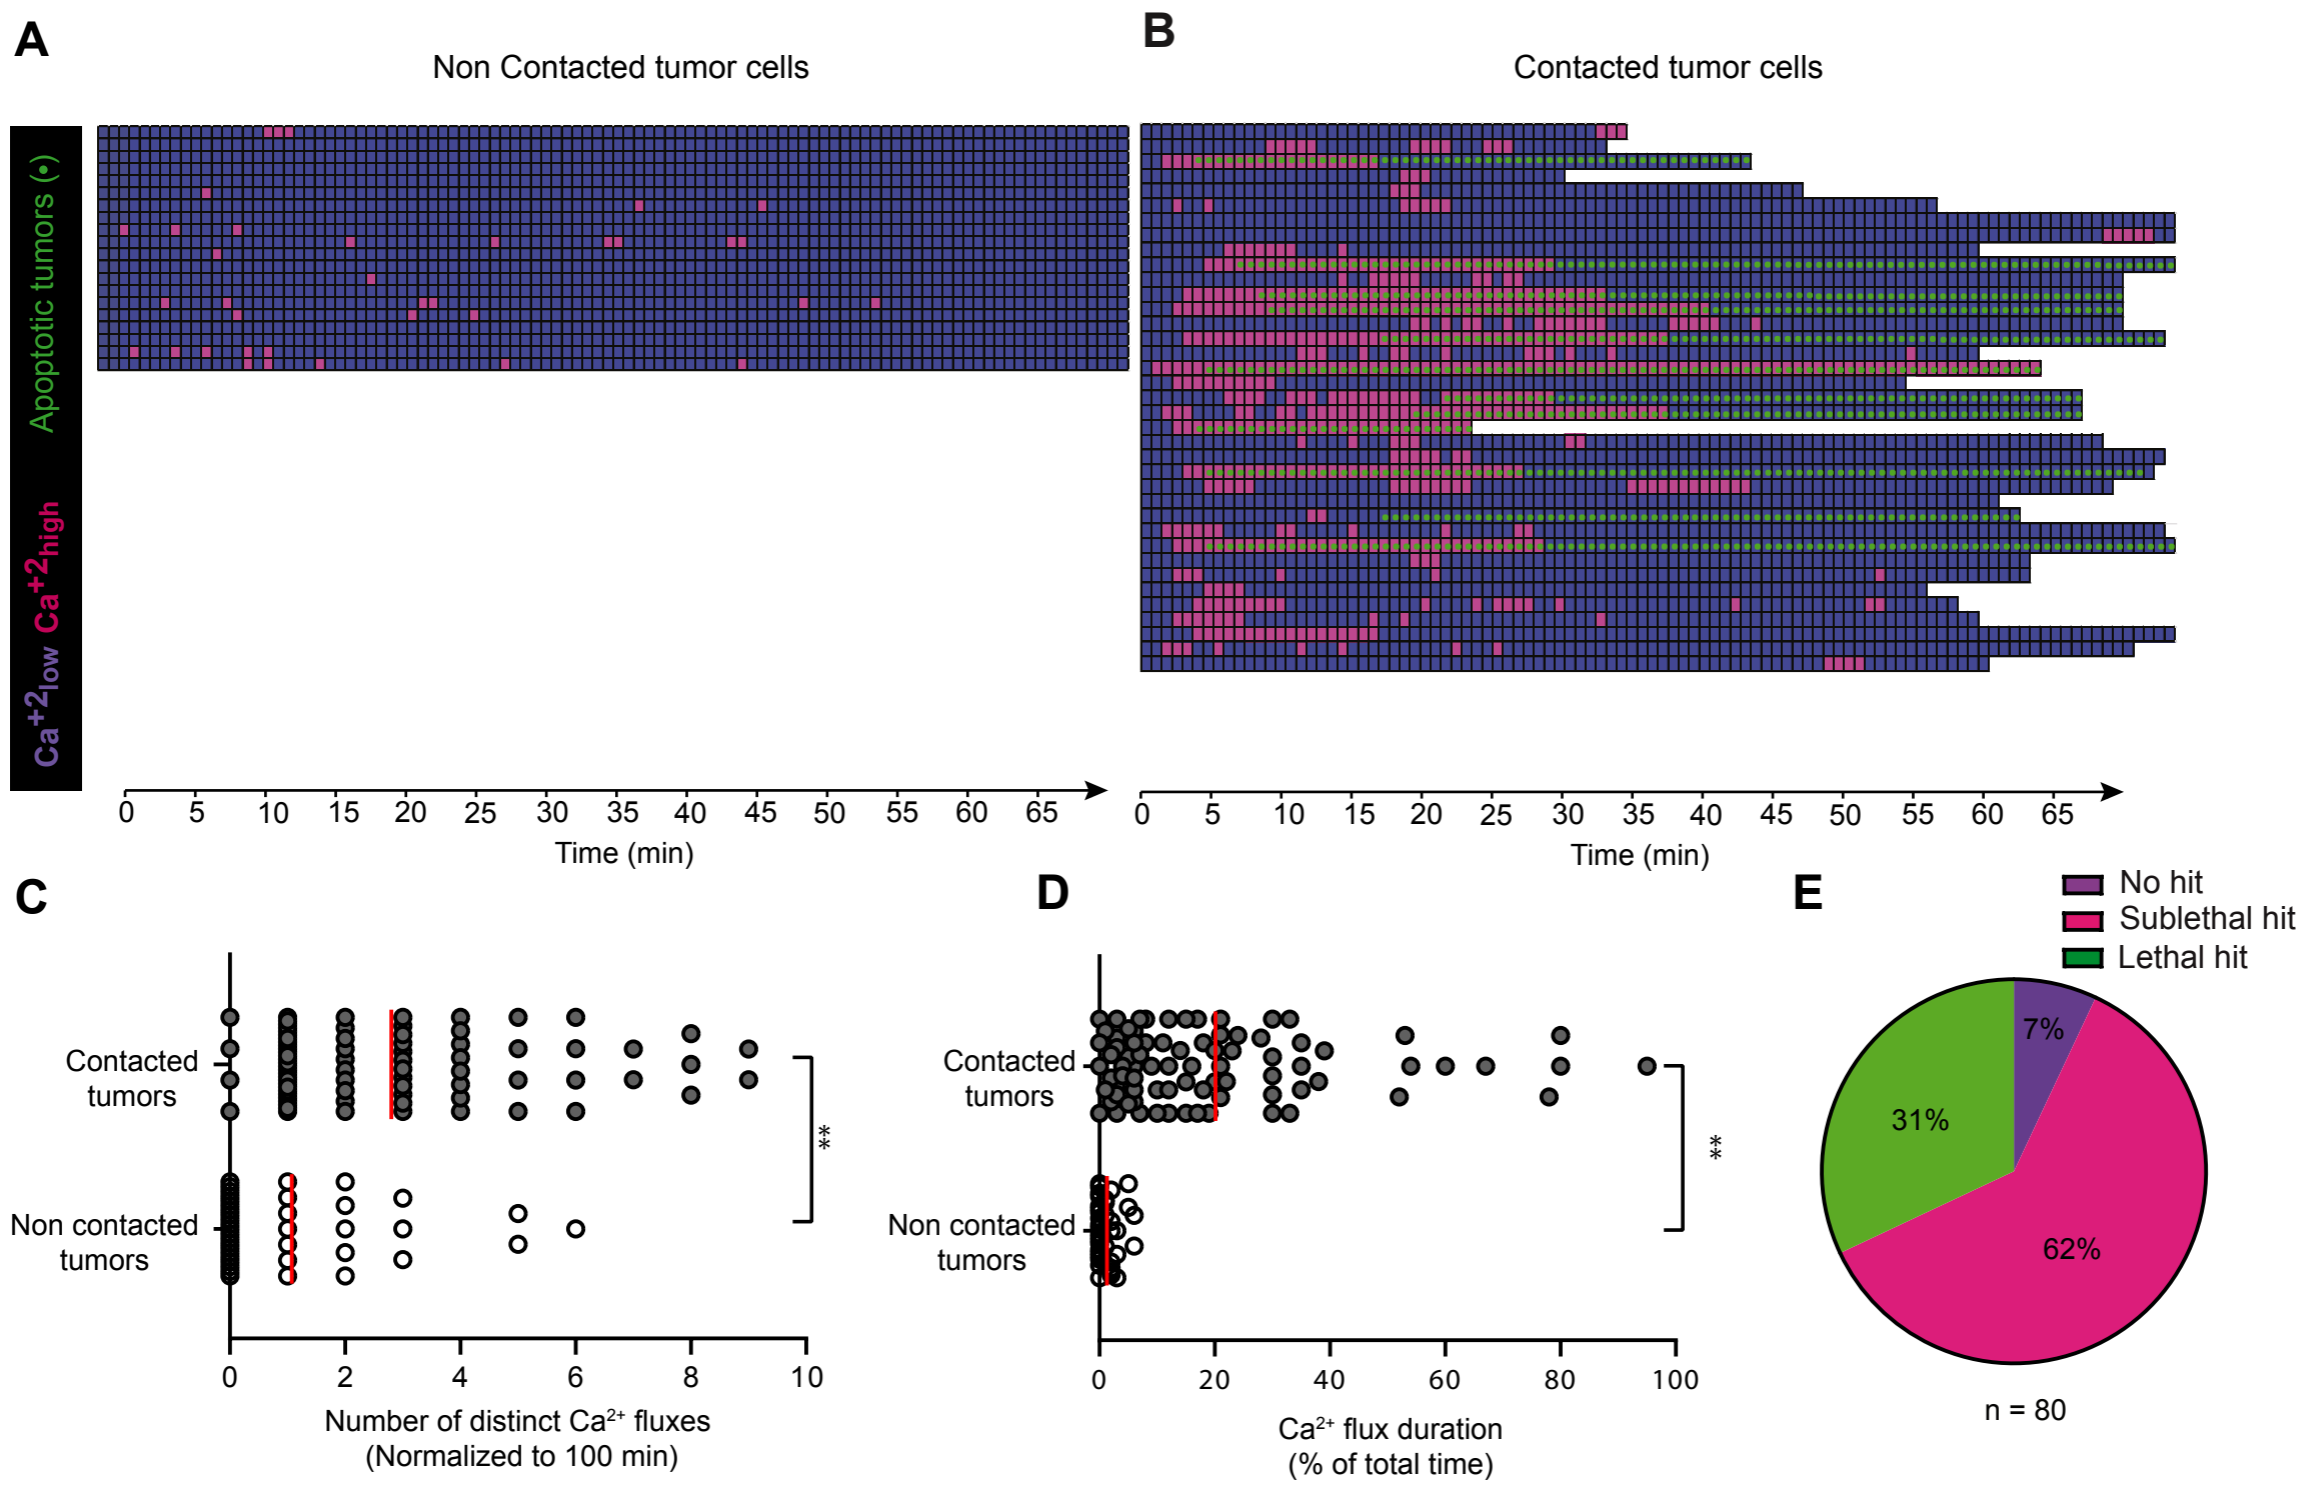 A
Non Contacted tumor cells
B
Contacted tumor cells
Apoptotic tumors (•)
Ca+2high
Ca+2low
0 5 10 15 20 25 30 35 40 45 50 55 60 65
Time (min)
0 5 10 15 20 25 30 35 40 45 50 55 60 65
Time (min)
C
Contacted
tumors
Non contacted
tumors
**
0 2 4 6 8 10
Number of distinct Ca²⁺ fluxes
(Normalized to 100 min)
D
Contacted
tumors
Non contacted
tumors
**
0 20 40 60 80 100
Ca²⁺ flux duration
(% of total time)
E
No hit
Sublethal hit
Lethal hit
7%
31%
62%
n = 80